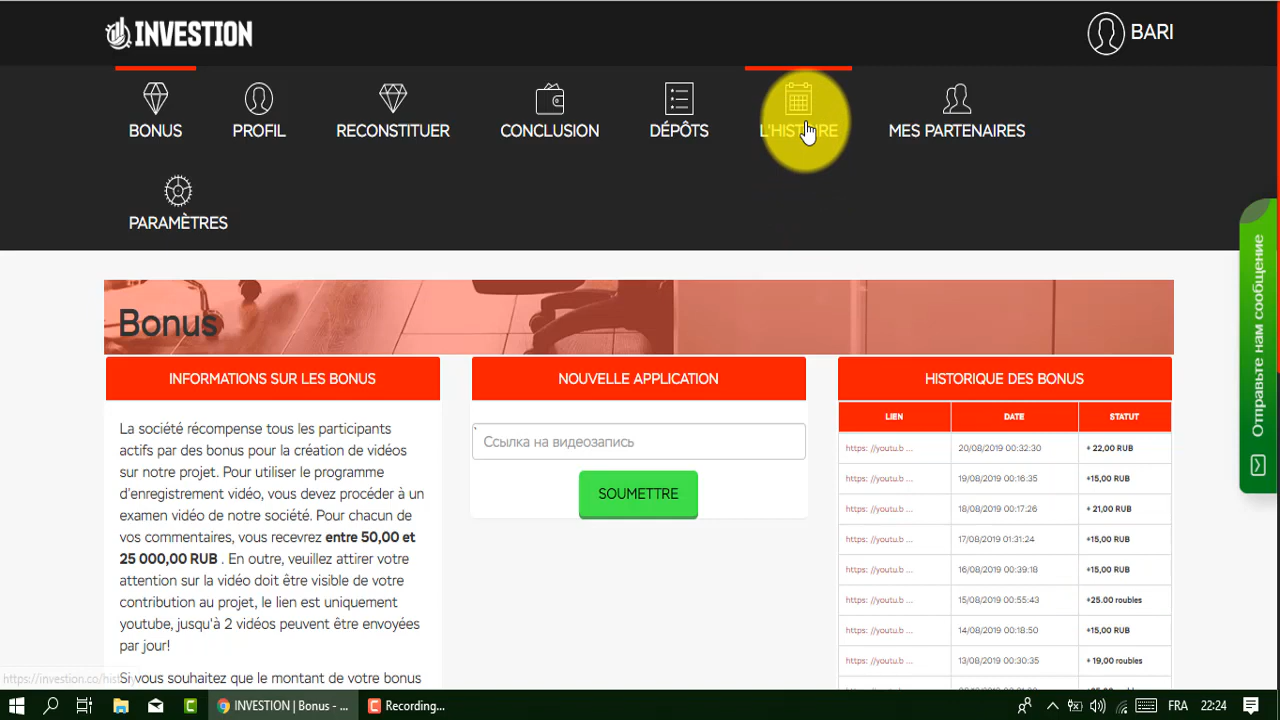 INVESTION
BARI
BONUS
PROFIL
RECONSTITUER
CONCLUSION
DÉPÔTS
L'HISTOIRE
MES PARTENAIRES
PARAMÈTRES
Отправьте нам сообщение
Bonus
INFORMATIONS SUR LES BONUS
La société récompense tous les participants
actifs par des bonus pour la création de vidéos
sur notre projet. Pour utiliser le programme
d'enregistrement vidéo, vous devez procéder à un
examen vidéo de notre société. Pour chacun de
vos commentaires, vous recevrez entre 50,00 et
25 000,00 RUB . En outre, veuillez attirer votre
attention sur la vidéo doit être visible de votre
contribution au projet, le lien est uniquement
youtube, jusqu'à 2 vidéos peuvent être envoyées
par jour!
Si vous souhaitez que le montant de votre bonus
NOUVELLE APPLICATION
Ссылка на видеозапись
SOUMETTRE
HISTORIQUE DES BONUS
LIEN DATE STATUT
https: //youtu.b ... 20/08/2019 00:32:30 + 22,00 RUB
https: //youtu.b ... 19/08/2019 00:16:35 +15,00 RUB
https: //youtu.b ... 18/08/2019 00:17:26 + 21,00 RUB
https: //youtu.b ... 17/08/2019 01:31:24 +15,00 RUB
https: //youtu.b ... 16/08/2019 00:39:18 +15,00 RUB
https: //youtu.b ... 15/08/2019 00:55:43 +25.00 roubles
https: //youtu.b ... 14/08/2019 00:18:50 +15,00 RUB
https: //youtu.b ... 13/08/2019 00:30:35 + 19,00 roubles
INVESTION | Bonus - ...
Recording...
FRA
22:24